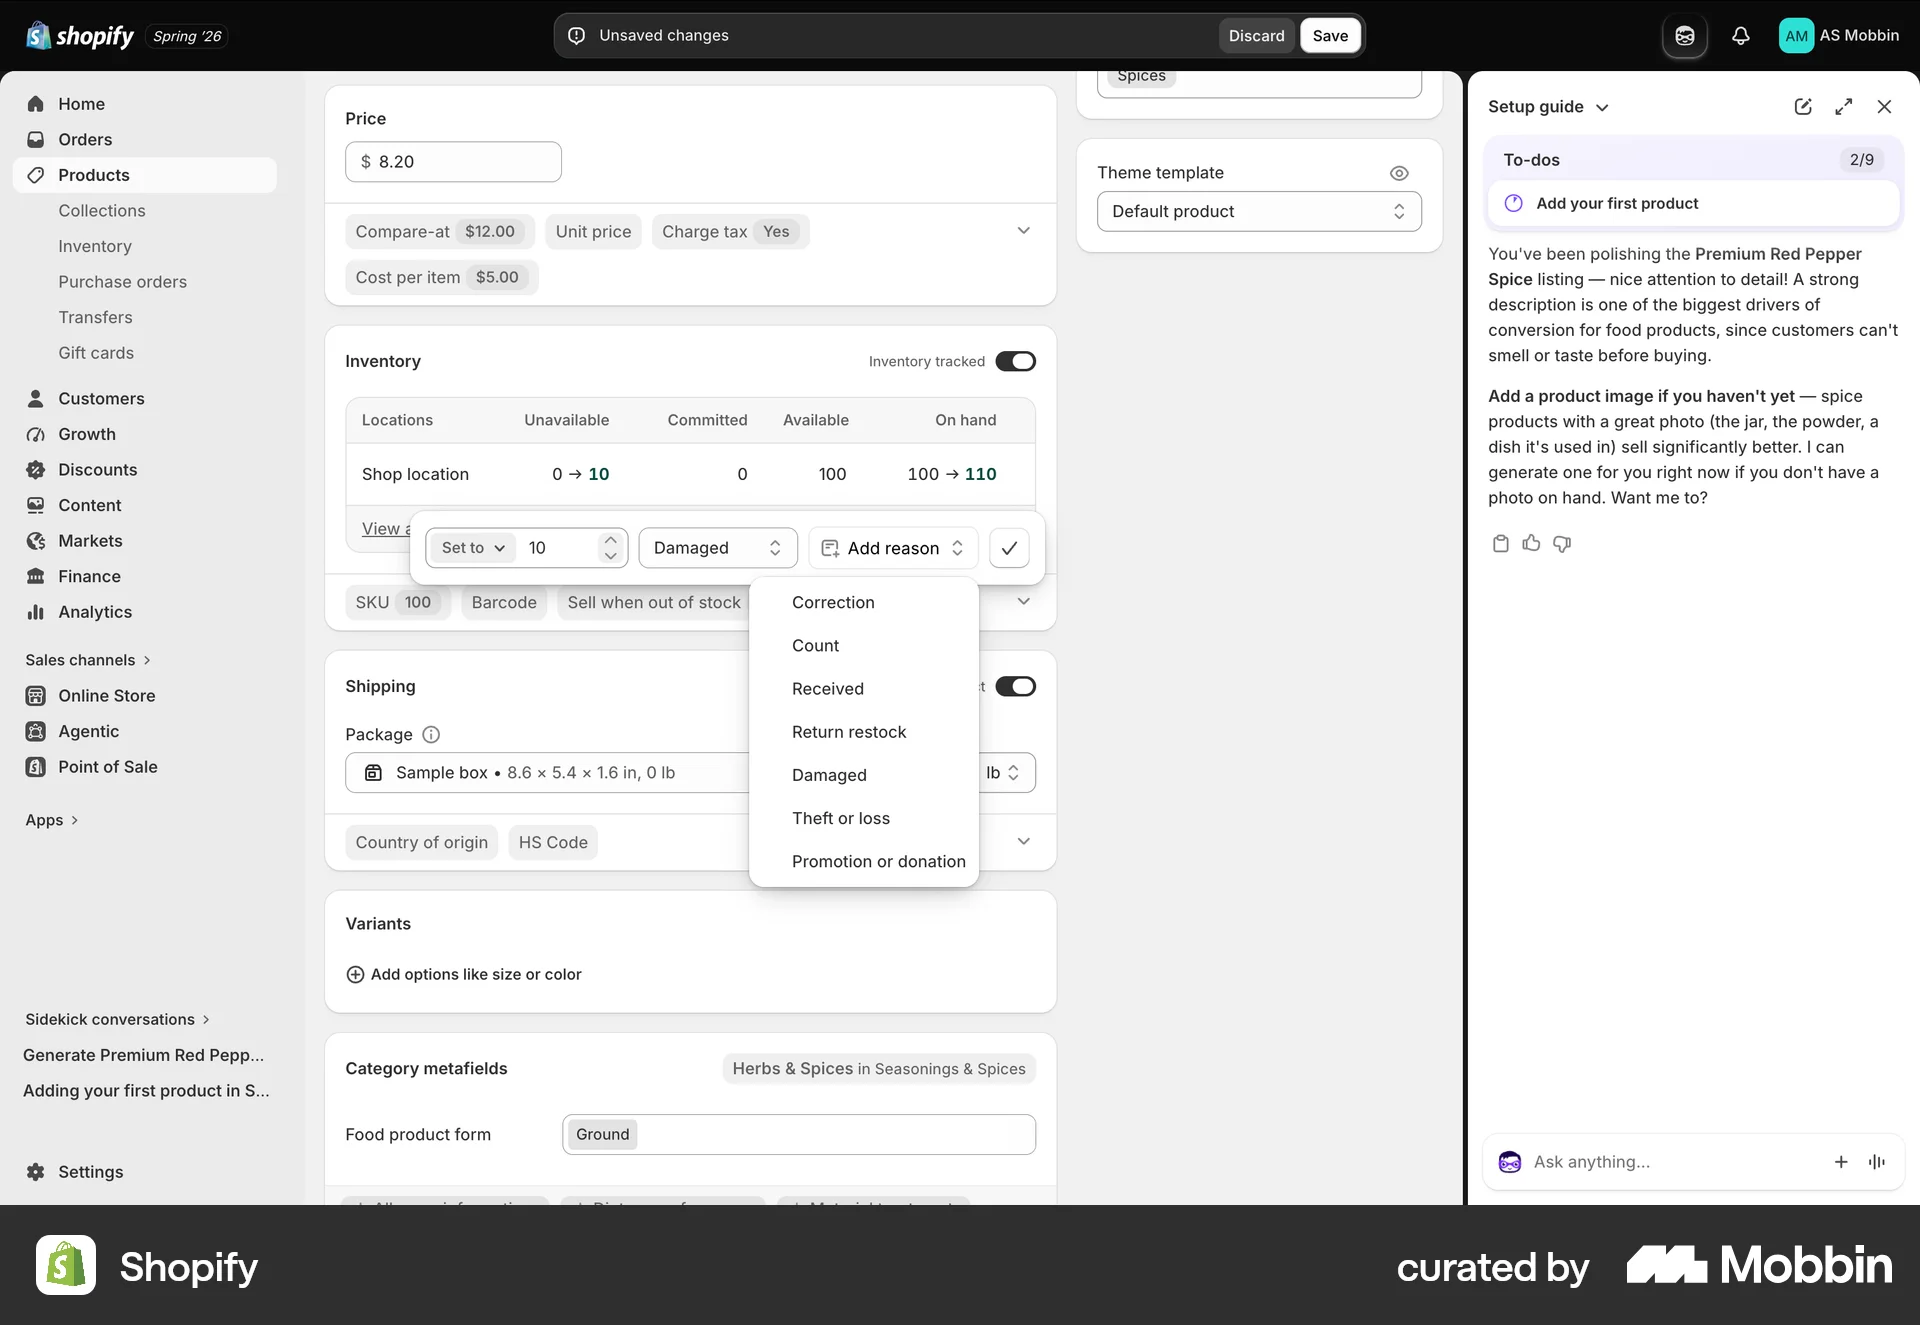 shopify
Spring '26
Unsaved changes
Discard
Save
AM
AS Mobbin
Home
Orders
Products
Collections
Inventory
Purchase orders
Transfers
Gift cards
Customers
Growth
Discounts
Content
Markets
Finance
Analytics
Sales channels
Online Store
Agentic
Point of Sale
Apps
Sidekick conversations
Generate Premium Red Pepp...
Adding your first product in S...
Settings
Price
$ 8.20
Compare-at $12.00
Unit price
Charge tax Yes
Cost per item $5.00
Inventory
Inventory tracked
Locations Unavailable Committed Available On hand
Shop location 0 → 10 0 100 100 → 110
View
Set to 10
Damaged
Add reason
SKU 100
Barcode
Sell when out of stock
Correction
Count
Received
Return restock
Damaged
Theft or loss
Promotion or donation
Shipping
Package
Sample box • 8.6 × 5.4 × 1.6 in, 0 lb
lb
Country of origin
HS Code
Variants
Add options like size or color
Category metafields
Herbs & Spices in Seasonings & Spices
Food product form
Ground
Spices
Theme template
Default product
Setup guide
To-dos
2/9
Add your first product
You've been polishing the Premium Red Pepper
Spice listing — nice attention to detail! A strong
description is one of the biggest drivers of
conversion for food products, since customers can't
smell or taste before buying.
Add a product image if you haven't yet — spice
products with a great photo (the jar, the powder, a
dish it's used in) sell significantly better. I can
generate one for you right now if you don't have a
photo on hand. Want me to?
Ask anything...
Shopify
curated by
Mobbin